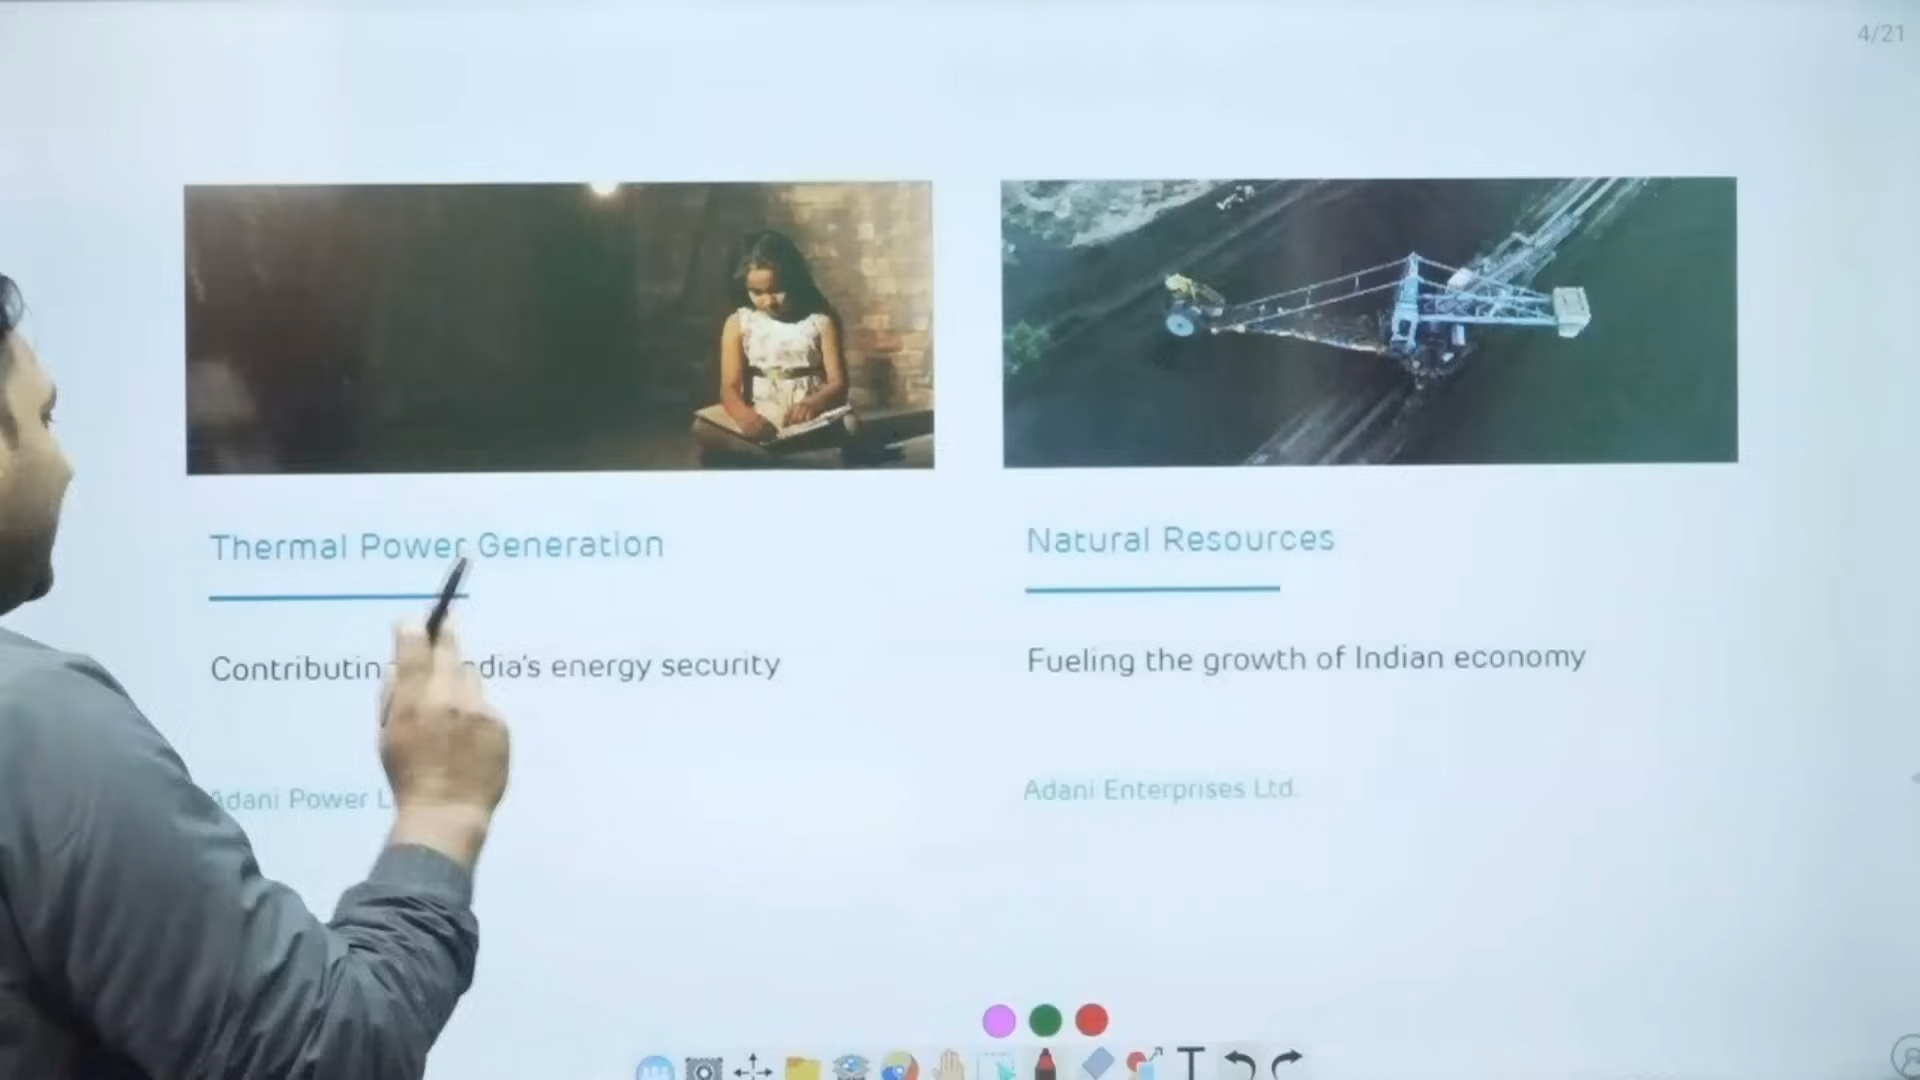 4/21
Thermal Power Generation
Natural Resources
Contributin dia's energy security
Fueling the growth of Indian economy
Adani Power L
Adani Enterprises Ltd.
T